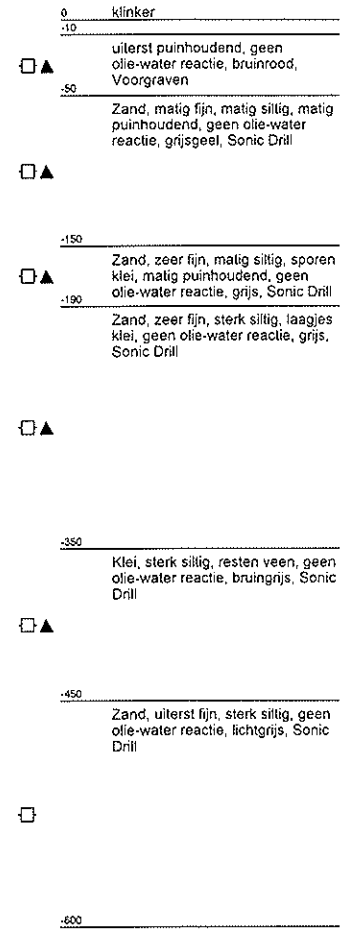 0 klinker
-10
uiterst puinhoudend, geen
olie-water reactie, bruinrood,
Voorgraven
-50
Zand, matig fijn, matig siltig, matig
puinhoudend, geen olie-water
reactie, grijsgeel, Sonic Drill
-150
Zand, zeer fijn, matig siltig, sporen
klei, matig puinhoudend, geen
olie-water reactie, grijs, Sonic Drill
-190
Zand, zeer fijn, sterk siltig, laagjes
klei, geen olie-water reactie, grijs,
Sonic Drill
-350
Klei, sterk siltig, resten veen, geen
olie-water reactie, bruingrijs, Sonic
Drill
-450
Zand, uiterst fijn, sterk siltig, geen
olie-water reactie, lichtgrijs, Sonic
Drill
-600